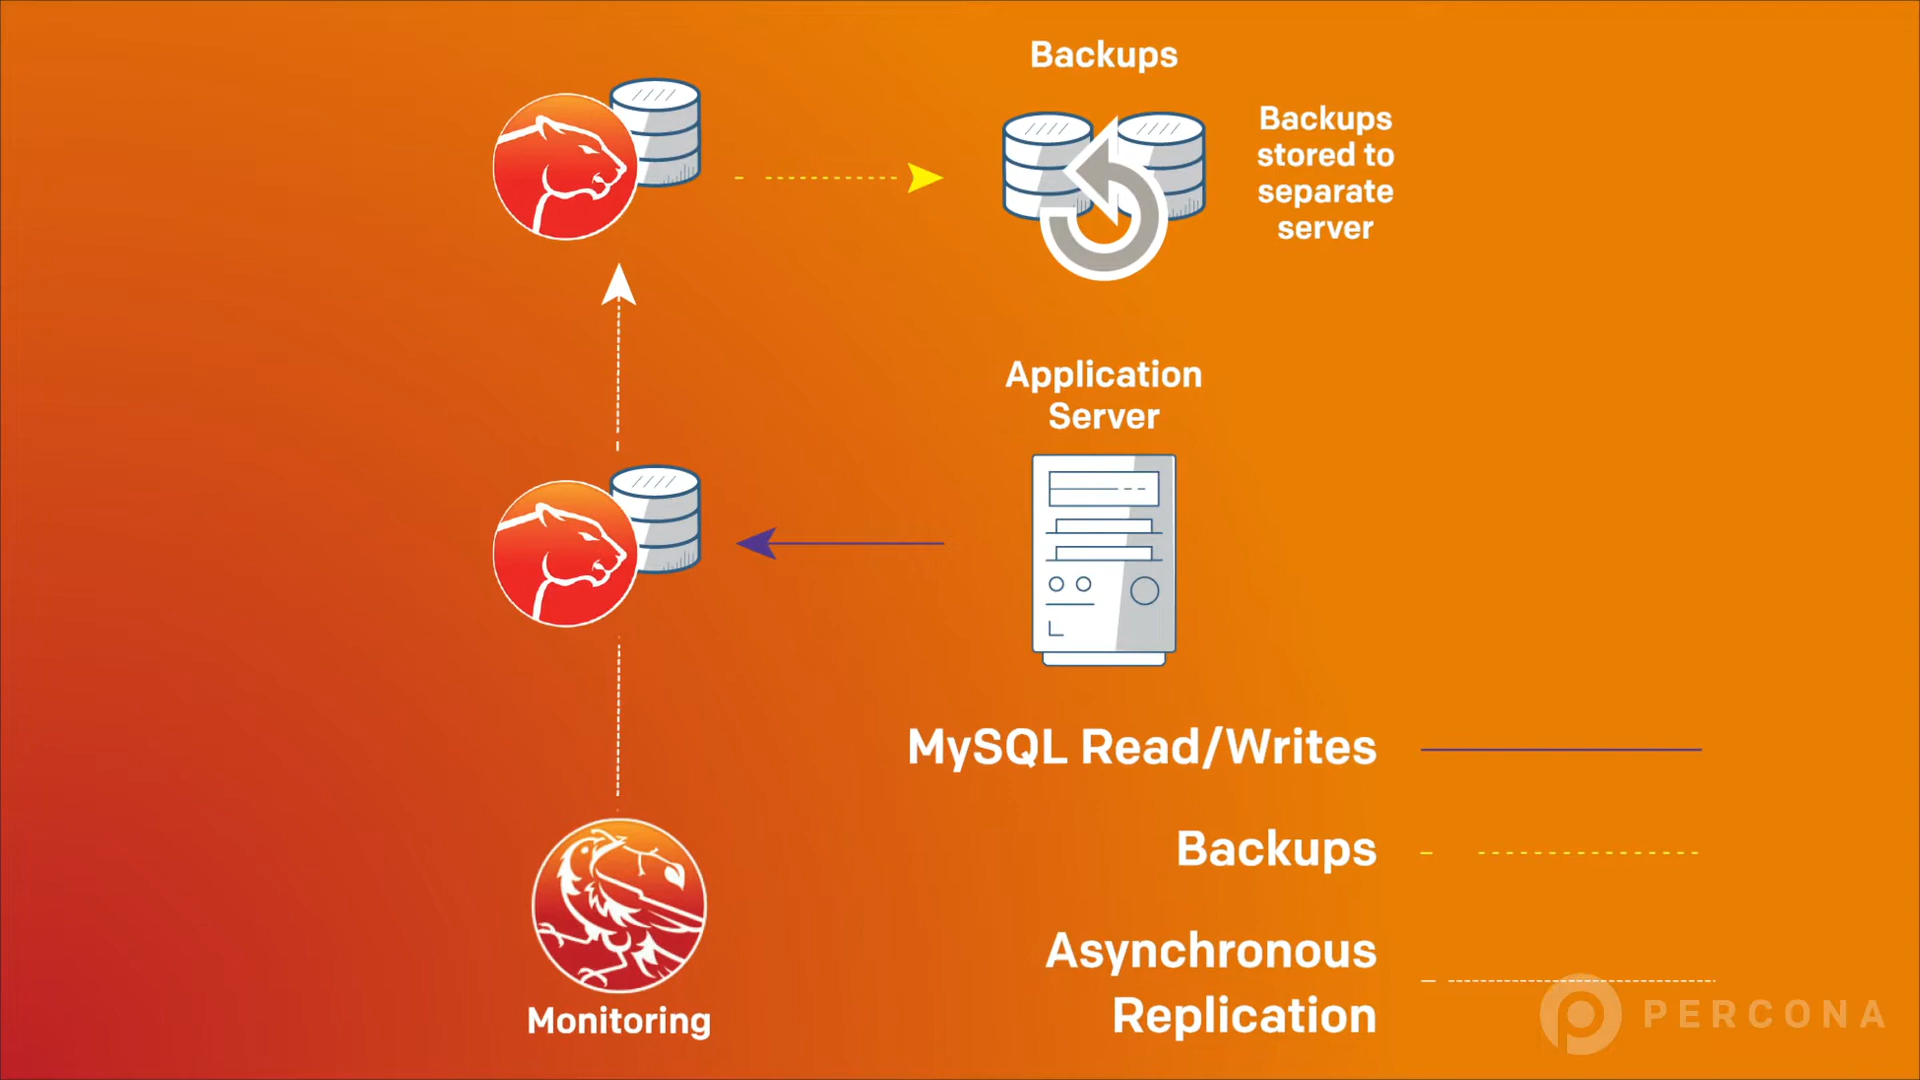 Backups
Backups
stored to
separate
server
Application
Server
MySQL Read/Writes
Backups
Asynchronous
Replication
Monitoring
PERCONA